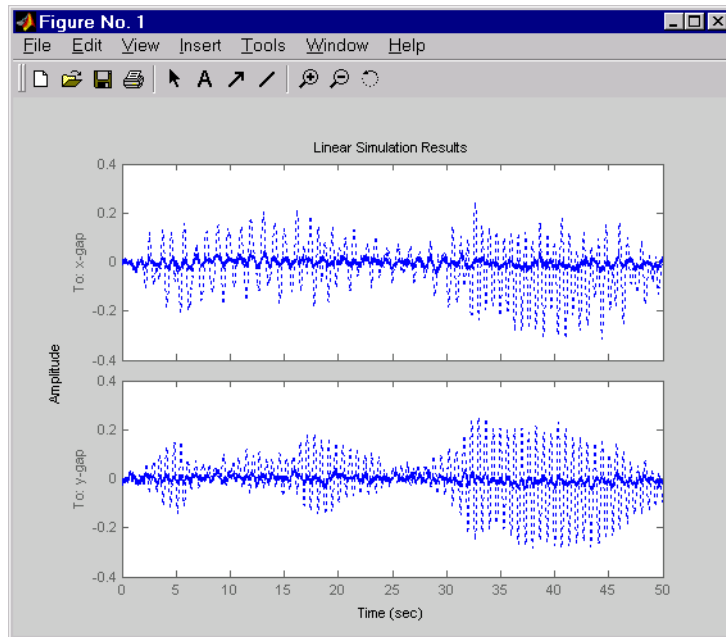 Figure No. 1
File Edit View Insert Tools Window Help
A
Linear Simulation Results
0.4
0.2
0
-0.2
-0.4
To: x-gap
Amplitude
0.4
0.2
0
-0.2
-0.4
To: y-gap
0 5 10 15 20 25 30 35 40 45 50
Time (sec)